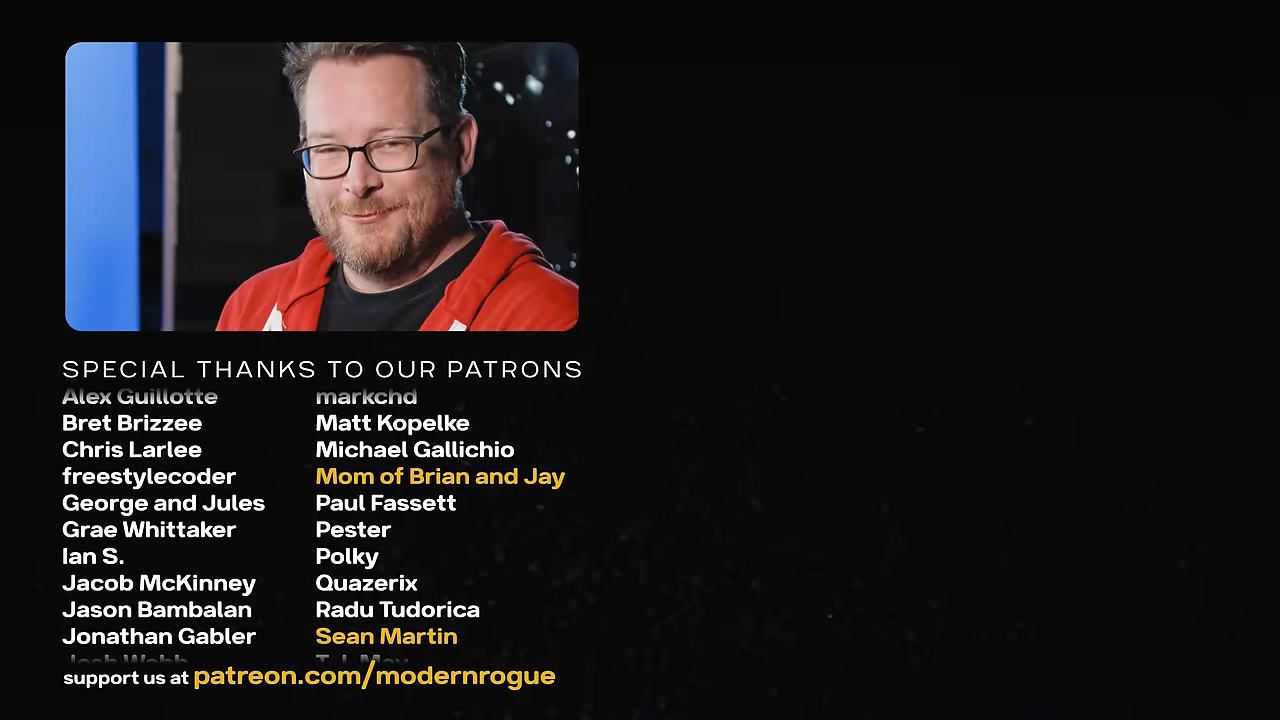 SPECIAL THANKS TO OUR PATRONS
Alex Guillotte
Bret Brizzee
Chris Larlee
freestylecoder
George and Jules
Grae Whittaker
Ian S.
Jacob McKinney
Jason Bambalan
Jonathan Gabler
markchd
Matt Kopelke
Michael Gallichio
Mom of Brian and Jay
Paul Fassett
Pester
Polky
Quazerix
Radu Tudorica
Sean Martin
support us at patreon.com/modernrogue